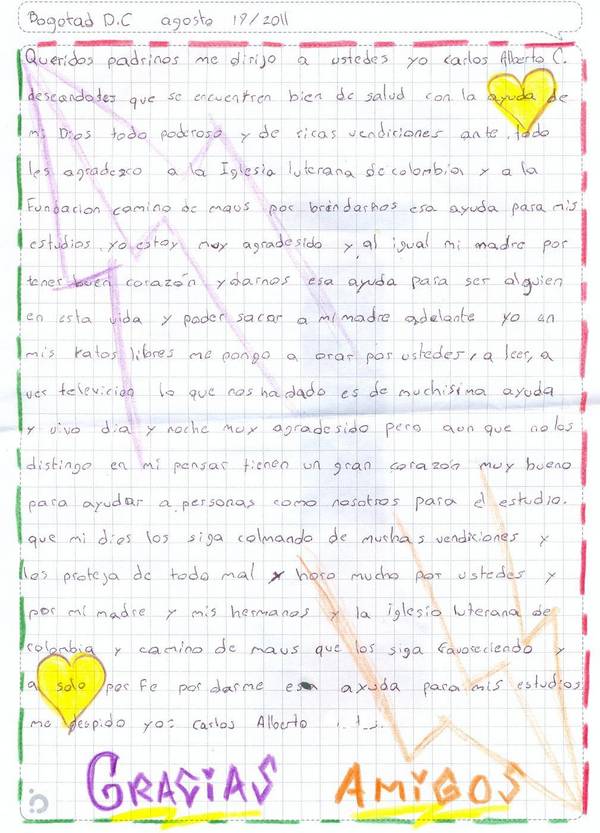 Bogotad D.C agosto 19/2011
Queridos padrinos me dirijo a ustedes yo carlos Alberto C.
descandoles que se encuentren bien de salud con la ayuda de
mi Dios todo poderoso y de ricas vendiciones ante todo
les agradezco a la Iglesia luterana de colombia y a la
Fundacion camino de maus por brindarnos esa ayuda para mis
estudios, yo estoy muy agradesido y al igual mi madre por
tener buen corazón y darnos esa ayuda para ser alguien
en esta vida y poder sacar a mi madre adelante yo en
mis ratos libres me pongo a orar por ustedes, a leer, a
ver televicion lo que nos ha dado es de muchisima ayuda
y vivo dia y noche muy agradesido pero aun que no los
distingo en mi pensar tienen un gran corazón muy bueno
para ayudar a personas como nosotros para el estudio.
que mi dios los siga colmando de muchas vendiciones y
los proteja de todo mal y horo mucho por ustedes y
por mi madre y mis hermanos y la iglesio luterana de
colombia y camino de maus que los siga favoreciendo y
a solo por Fe por darme esa ayuda para mis estudios
me despido yo: carlos Alberto
GRACIAS AMIGOS